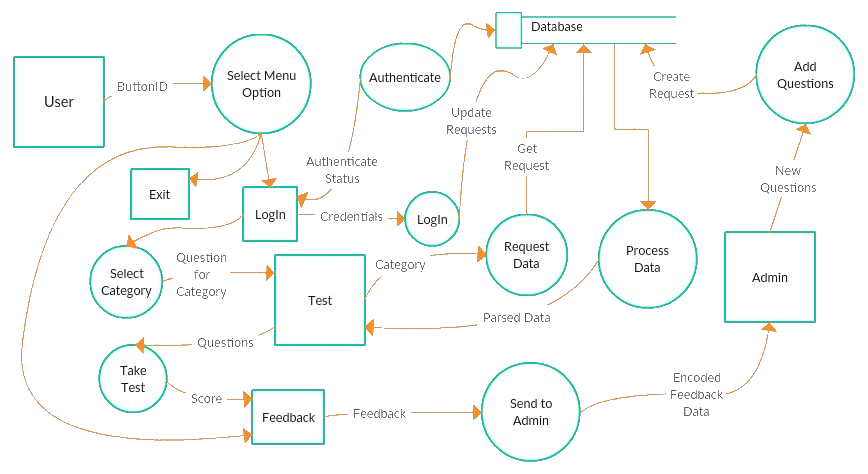 Database
Add
Questions
Select Menu
Option
Authenticate
User
ButtonID
Create
Request
Update
Requests
Get
Request
Authenticate
Status
New
Questions
Exit
LogIn
Credentials
LogIn
Request
Data
Process
Data
Select
Category
Question
for
Category
Category
Test
Admin
Parsed Data
Questions
Take
Test
Score
Feedback
Feedback
Send to
Admin
Encoded
Feedback
Data